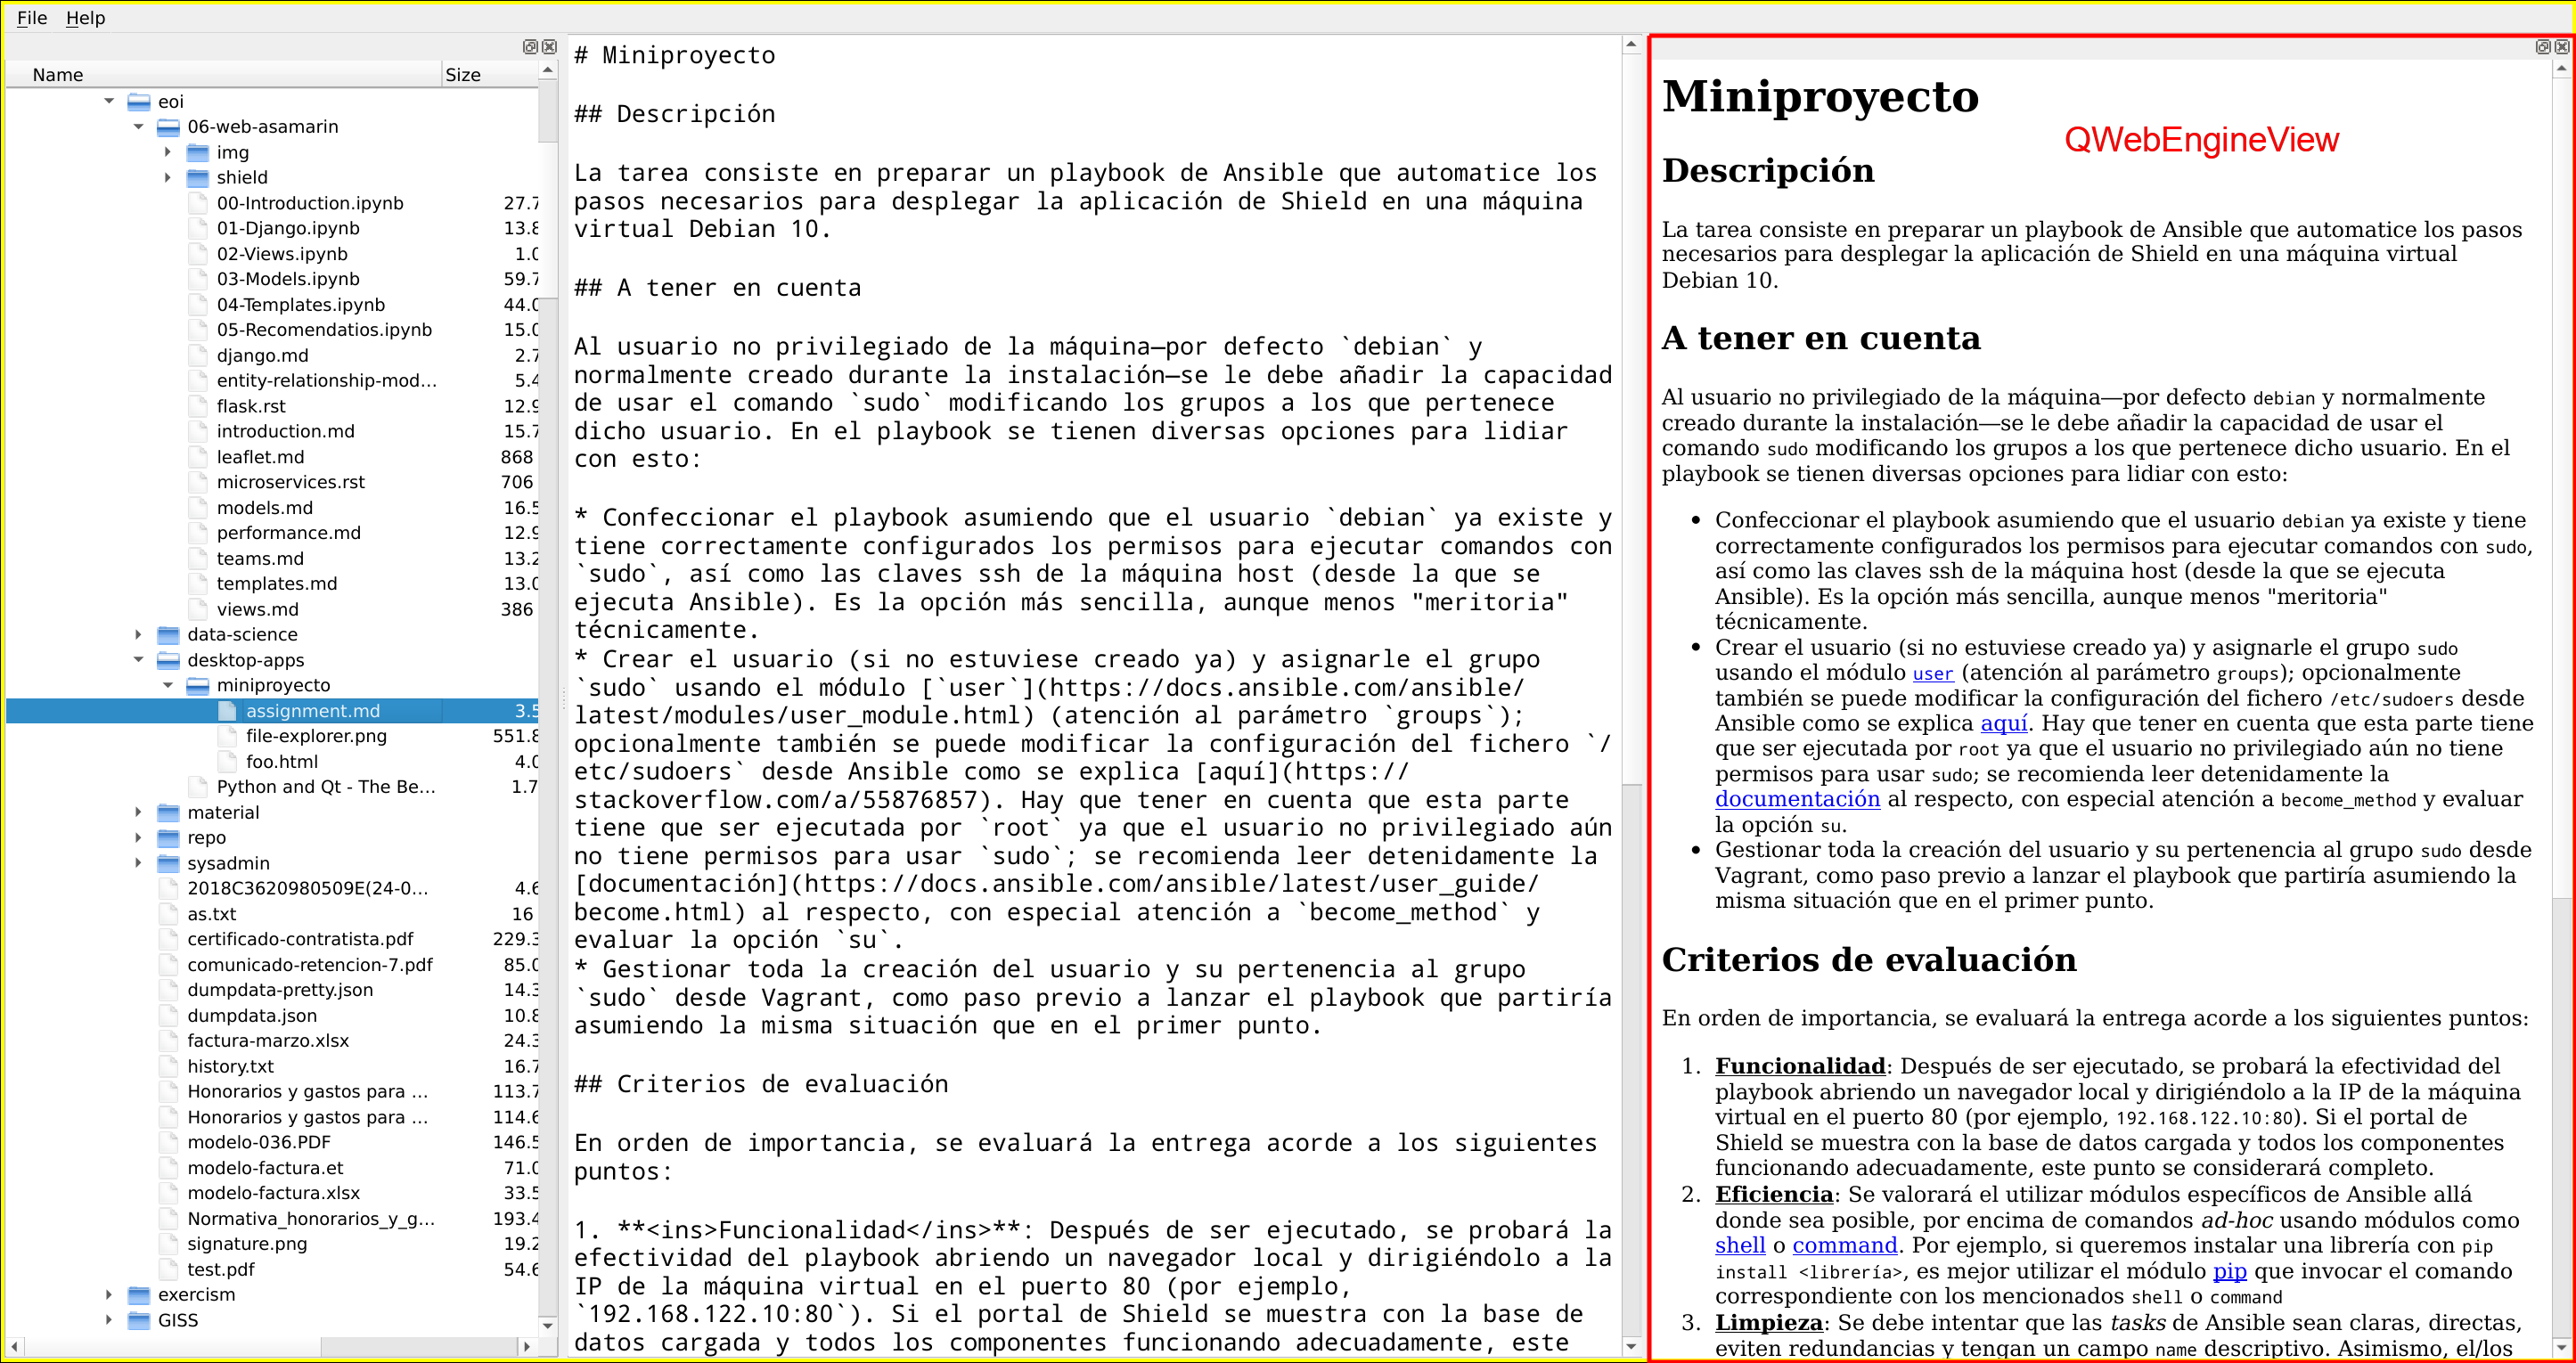 File Help
Name Size
eoi
06-web-asamarin
img
shield
00-Introduction.ipynb 27.7
01-Django.ipynb 13.8
02-Views.ipynb 1.0
03-Models.ipynb 59.7
04-Templates.ipynb 44.0
05-Recomendatios.ipynb 15.0
django.md 2.7
entity-relationship-mod... 5.4
flask.rst 12.9
introduction.md 15.7
leaflet.md 868
microservices.rst 706
models.md 16.5
performance.md 12.9
teams.md 13.2
templates.md 13.0
views.md 386
data-science
desktop-apps
miniproyecto
assignment.md 3.5
file-explorer.png 551.8
foo.html 4.0
Python and Qt - The Be... 1.7
material
repo
sysadmin
2018C3620980509E(24-0... 4.6
as.txt 16
certificado-contratista.pdf 229.3
comunicado-retencion-7.pdf 85.0
dumpdata-pretty.json 14.3
dumpdata.json 10.8
factura-marzo.xlsx 24.3
history.txt 16.7
Honorarios y gastos para ... 113.7
Honorarios y gastos para ... 114.6
modelo-036.PDF 146.5
modelo-factura.et 71.0
modelo-factura.xlsx 33.5
Normativa_honorarios_y_g... 193.4
signature.png 19.2
test.pdf 54.6
exercism
GISS
# Miniproyecto
## Descripción
La tarea consiste en preparar un playbook de Ansible que automatice los
pasos necesarios para desplegar la aplicación de Shield en una máquina
virtual Debian 10.
## A tener en cuenta
Al usuario no privilegiado de la máquina—por defecto `debian` y
normalmente creado durante la instalación—se le debe añadir la capacidad
de usar el comando `sudo` modificando los grupos a los que pertenece
dicho usuario. En el playbook se tienen diversas opciones para lidiar
con esto:
* Confeccionar el playbook asumiendo que el usuario `debian` ya existe y
tiene correctamente configurados los permisos para ejecutar comandos con
`sudo`, así como las claves ssh de la máquina host (desde la que se
ejecuta Ansible). Es la opción más sencilla, aunque menos "meritoria"
técnicamente.
* Crear el usuario (si no estuviese creado ya) y asignarle el grupo
`sudo` usando el módulo [`user`](https://docs.ansible.com/ansible/
latest/modules/user_module.html) (atención al parámetro `groups`);
opcionalmente también se puede modificar la configuración del fichero `/
etc/sudoers` desde Ansible como se explica [aquí](https://
stackoverflow.com/a/55876857). Hay que tener en cuenta que esta parte
tiene que ser ejecutada por `root` ya que el usuario no privilegiado aún
no tiene permisos para usar `sudo`; se recomienda leer detenidamente la
[documentación](https://docs.ansible.com/ansible/latest/user_guide/
become.html) al respecto, con especial atención a `become_method` y
evaluar la opción `su`.
* Gestionar toda la creación del usuario y su pertenencia al grupo
`sudo` desde Vagrant, como paso previo a lanzar el playbook que partiría
asumiendo la misma situación que en el primer punto.
## Criterios de evaluación
En orden de importancia, se evaluará la entrega acorde a los siguientes
puntos:
1. **<ins>Funcionalidad</ins>**: Después de ser ejecutado, se probará la
efectividad del playbook abriendo un navegador local y dirigiéndolo a la
IP de la máquina virtual en el puerto 80 (por ejemplo,
`192.168.122.10:80`). Si el portal de Shield se muestra con la base de
datos cargada y todos los componentes funcionando adecuadamente, este
Miniproyecto
QWebEngineView
Descripción
La tarea consiste en preparar un playbook de Ansible que automatice los pasos
necesarios para desplegar la aplicación de Shield en una máquina virtual
Debian 10.
A tener en cuenta
Al usuario no privilegiado de la máquina—por defecto debian y normalmente
creado durante la instalación—se le debe añadir la capacidad de usar el
comando sudo modificando los grupos a los que pertenece dicho usuario. En el
playbook se tienen diversas opciones para lidiar con esto:
• Confeccionar el playbook asumiendo que el usuario debian ya existe y tiene
correctamente configurados los permisos para ejecutar comandos con sudo,
así como las claves ssh de la máquina host (desde la que se ejecuta
Ansible). Es la opción más sencilla, aunque menos "meritoria"
técnicamente.
• Crear el usuario (si no estuviese creado ya) y asignarle el grupo sudo
usando el módulo user (atención al parámetro groups); opcionalmente
también se puede modificar la configuración del fichero /etc/sudoers desde
Ansible como se explica aquí. Hay que tener en cuenta que esta parte tiene
que ser ejecutada por root ya que el usuario no privilegiado aún no tiene
permisos para usar sudo; se recomienda leer detenidamente la
documentación al respecto, con especial atención a become_method y evaluar
la opción su.
• Gestionar toda la creación del usuario y su pertenencia al grupo sudo desde
Vagrant, como paso previo a lanzar el playbook que partiría asumiendo la
misma situación que en el primer punto.
Criterios de evaluación
En orden de importancia, se evaluará la entrega acorde a los siguientes puntos:
1. Funcionalidad: Después de ser ejecutado, se probará la efectividad del
playbook abriendo un navegador local y dirigiéndolo a la IP de la máquina
virtual en el puerto 80 (por ejemplo, 192.168.122.10:80). Si el portal de
Shield se muestra con la base de datos cargada y todos los componentes
funcionando adecuadamente, este punto se considerará completo.
2. Eficiencia: Se valorará el utilizar módulos específicos de Ansible allá
donde sea posible, por encima de comandos ad-hoc usando módulos como
shell o command. Por ejemplo, si queremos instalar una librería con pip
install <librería>, es mejor utilizar el módulo pip que invocar el comando
correspondiente con los mencionados shell o command
3. Limpieza: Se debe intentar que las tasks de Ansible sean claras, directas,
eviten redundancias y tengan un campo name descriptivo. Asimismo, el/los